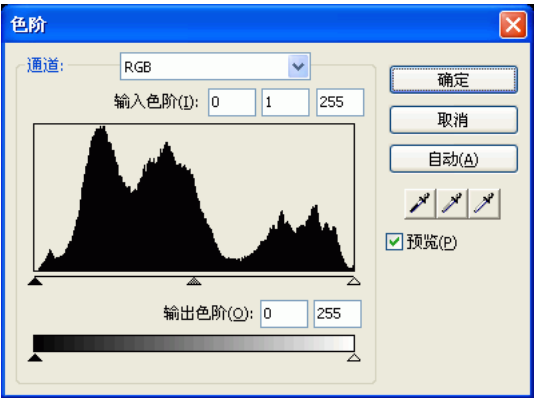 色阶
通道: RGB
输入色阶(I): 0 1 255
输出色阶(O): 0 255
确定
取消
自动(A)
预览(P)